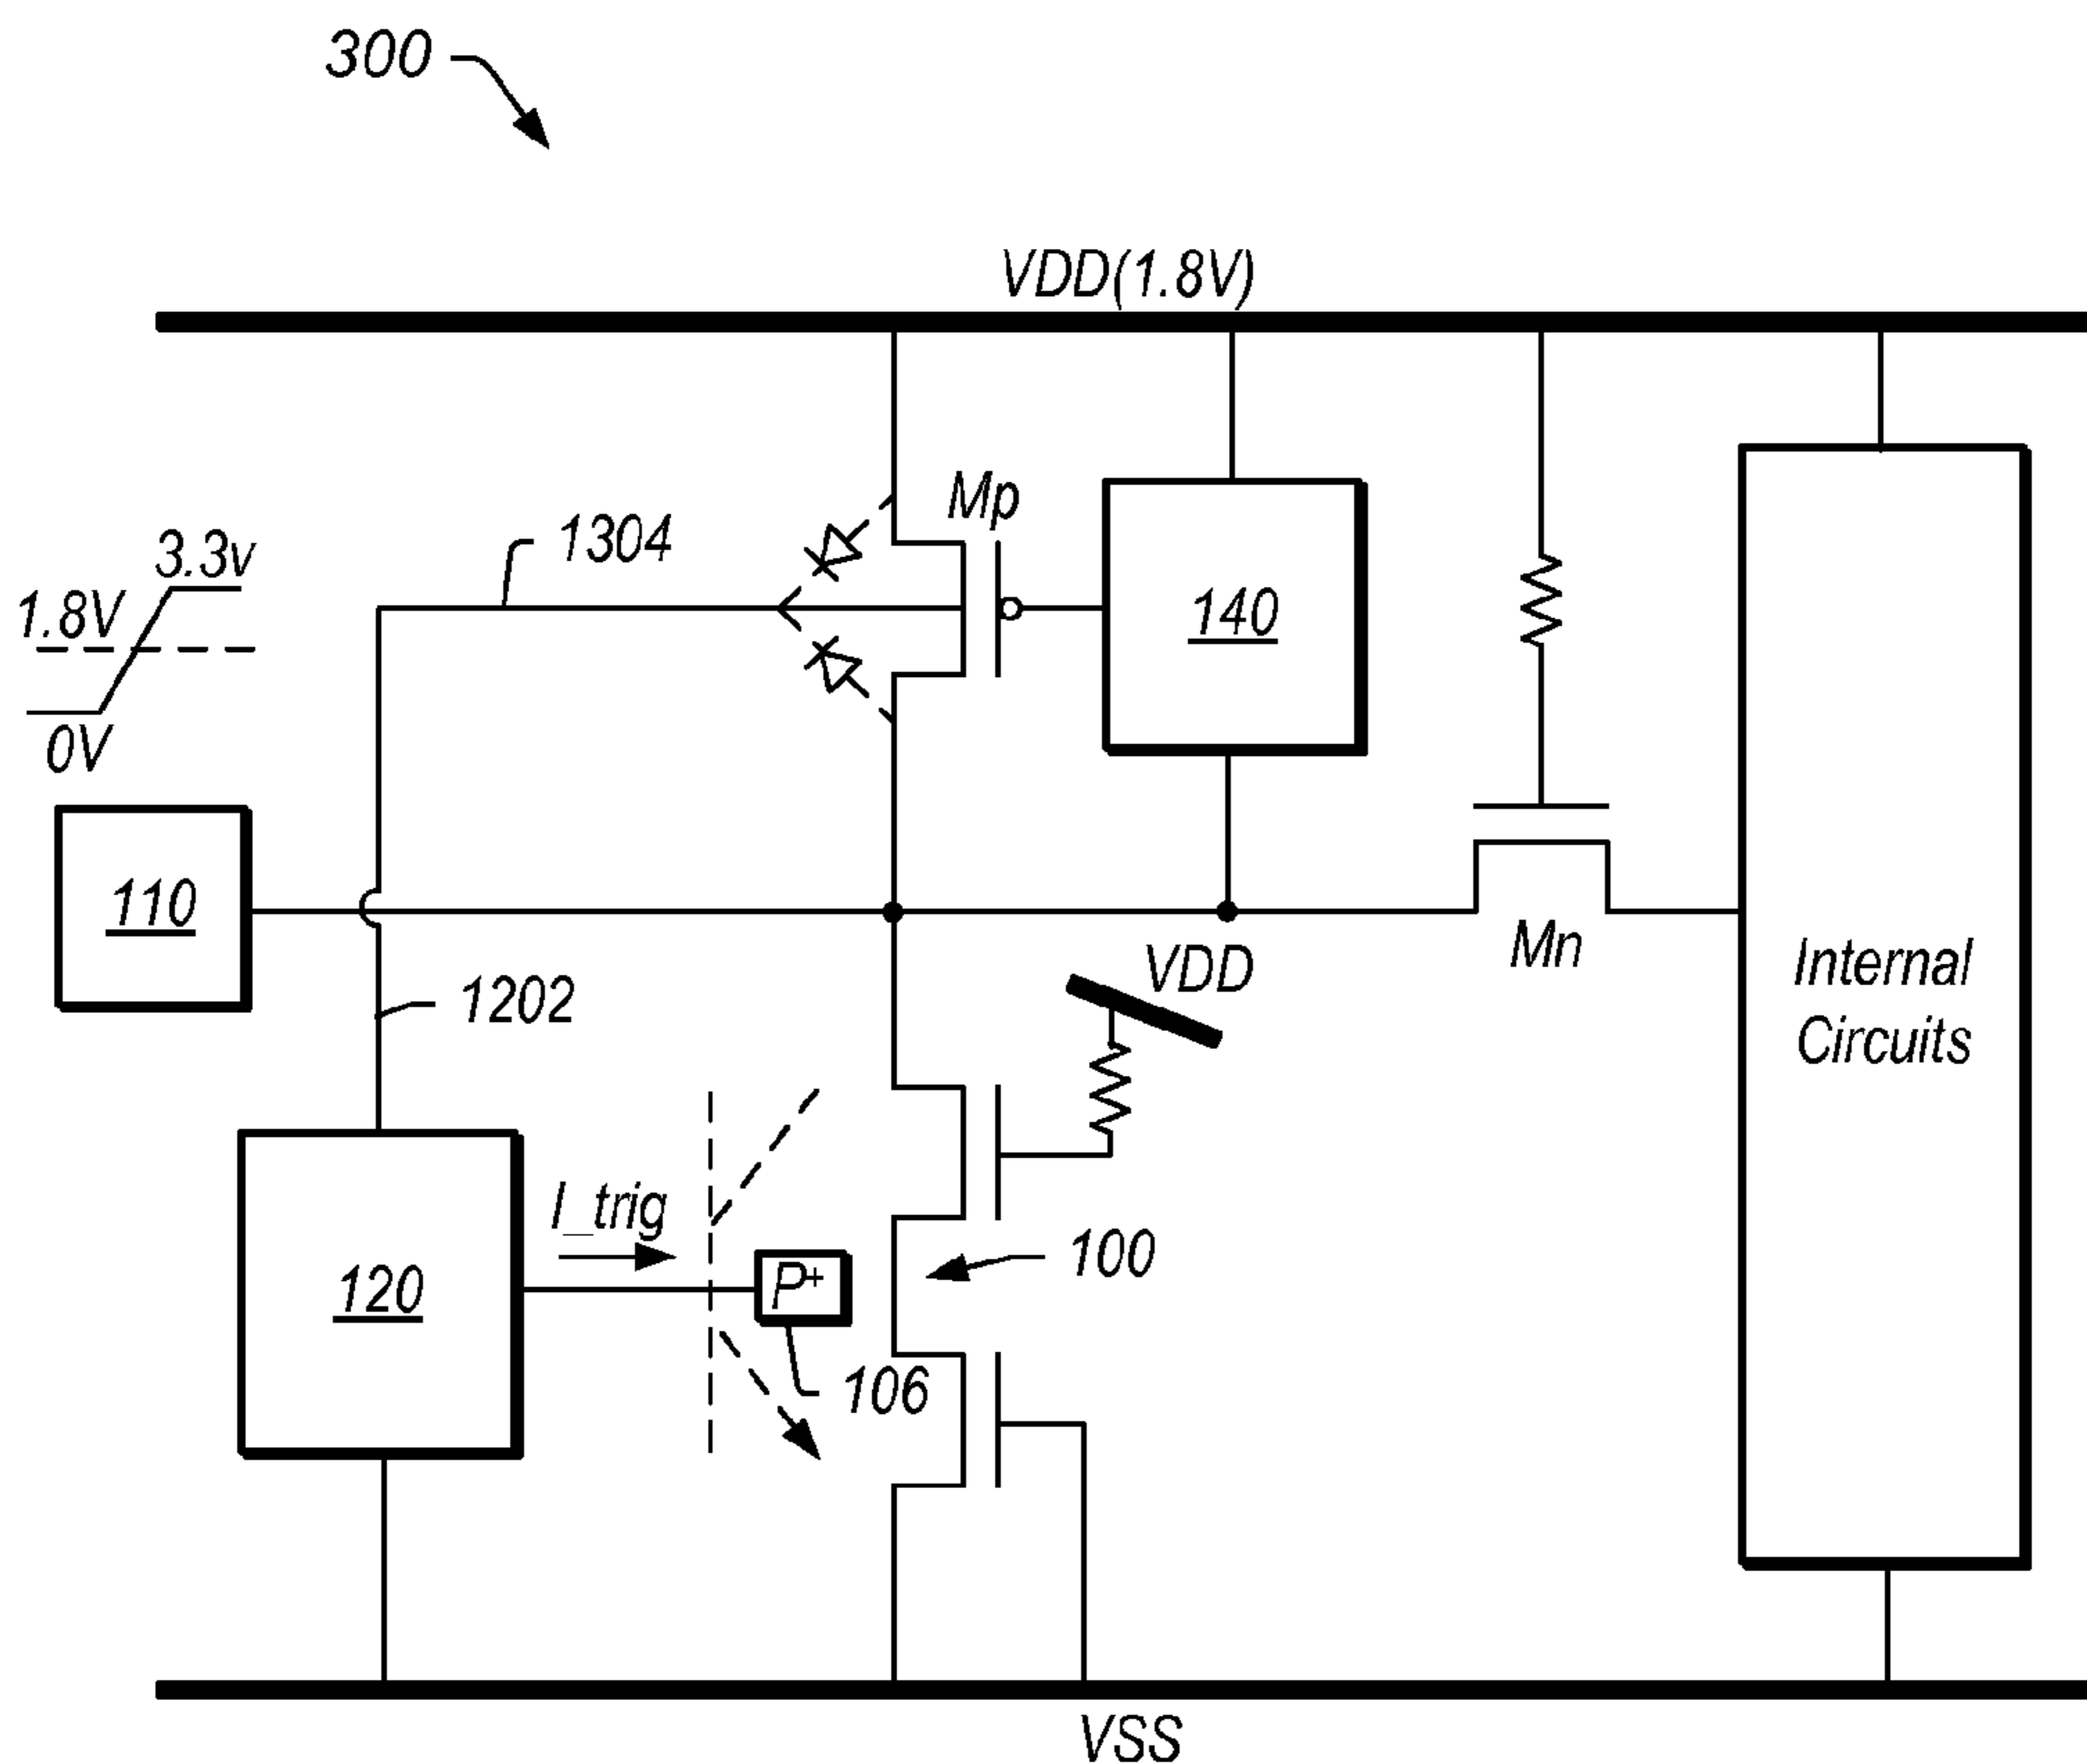 300
VDD(1.8V)
Mp
1304
3.3v
1.8V
0V
140
110
Mn
VDD
1202
Internal
Circuits
I_trig
P+
100
120
106
VSS